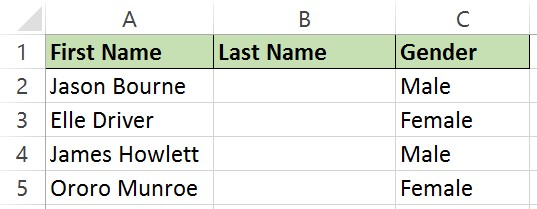 A B C
1 First Name Last Name Gender
2 Jason Bourne Male
3 Elle Driver Female
4 James Howlett Male
5 Ororo Munroe Female